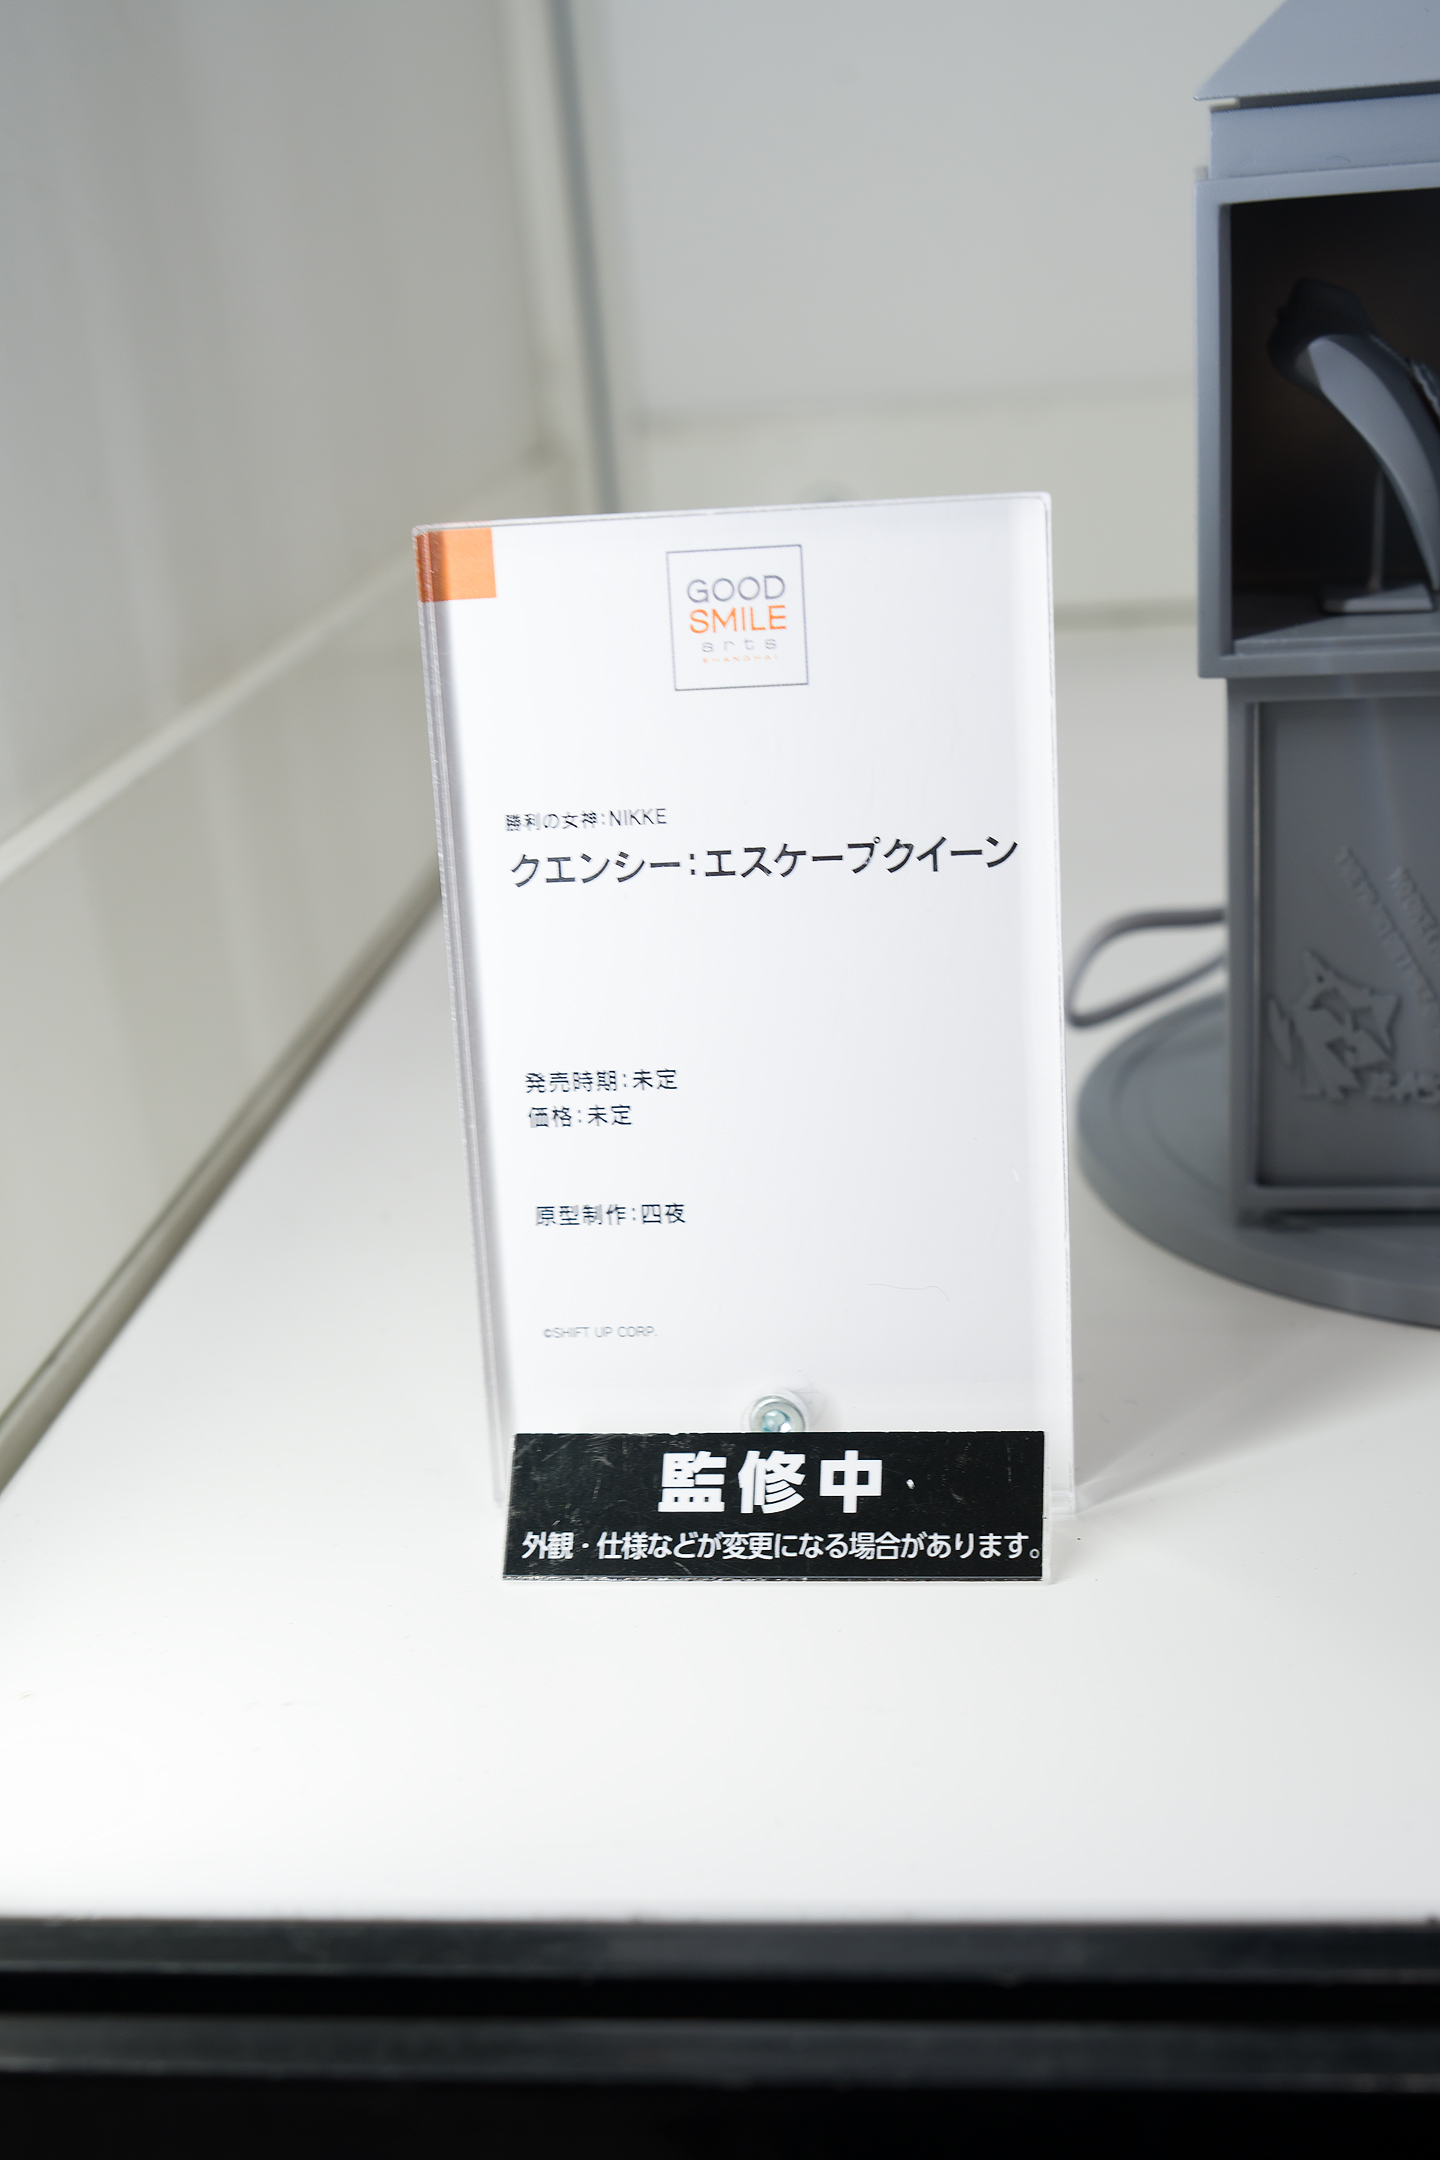 GOOD
SMILE
arts
SHANGHAI
勝利の女神:NIKKE
クエンシー:エスケープクイーン
発売時期:未定
価格:未定
原型制作:四夜
©SHIFT UP CORP.
監修中
外観・仕様などが変更になる場合があります。